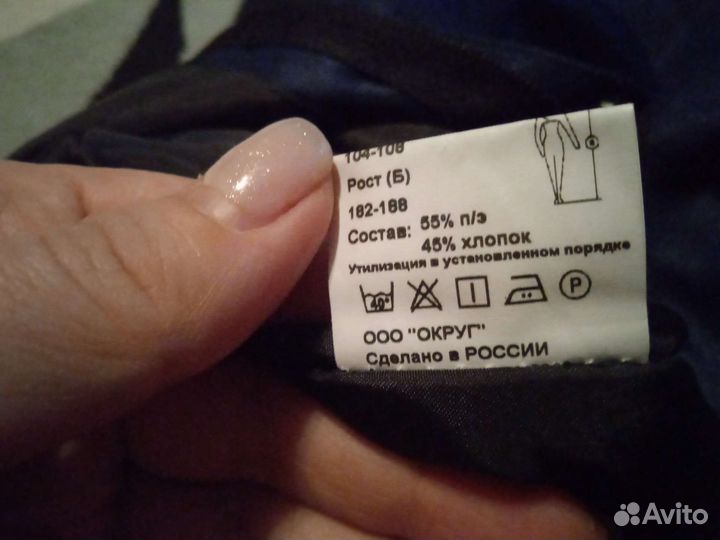 104-108
Рост (Б)
182-188
Состав: 55% п/э
45% хлопок
Утилизация в установленном порядке
40°
P
ООО "ОКРУГ"
Сделано в РОССИИ
Avito